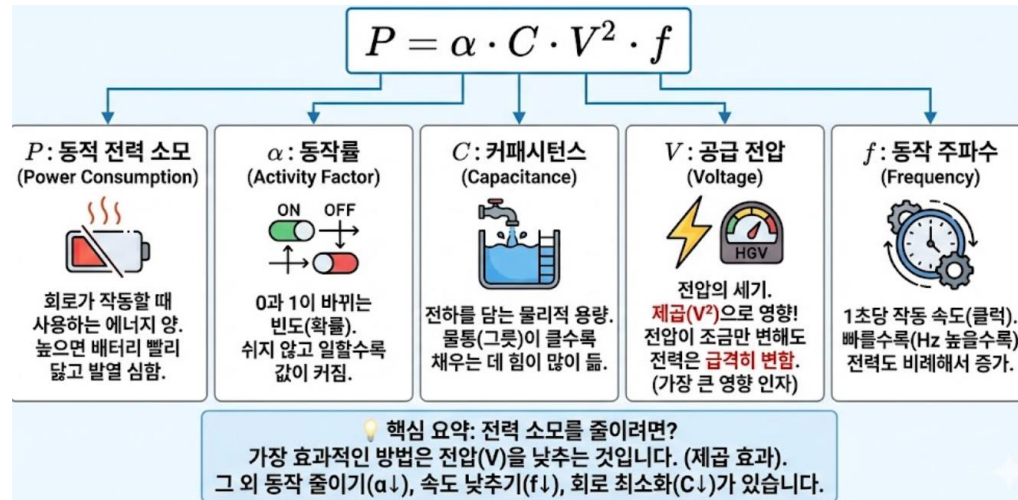 P = α · C · V² · f
P : 동적 전력 소모
(Power Consumption)
회로가 작동할 때
사용하는 에너지 양.
높으면 배터리 빨리
닳고 발열 심함.
α : 동작률
(Activity Factor)
ON OFF
0과 1이 바뀌는
빈도(확률).
쉬지 않고 일할수록
값이 커짐.
C : 커패시턴스
(Capacitance)
전하를 담는 물리적 용량.
물통(그릇)이 클수록
채우는 데 힘이 많이 듦.
V : 공급 전압
(Voltage)
HGV
전압의 세기.
제곱(V²)으로 영향!
전압이 조금만 변해도
전력은 급격히 변함.
(가장 큰 영향 인자)
f : 동작 주파수
(Frequency)
1초당 작동 속도(클럭).
빠를수록(Hz 높을수록)
전력도 비례해서 증가.
핵심 요약: 전력 소모를 줄이려면?
가장 효과적인 방법은 전압(V)을 낮추는 것입니다. (제곱 효과).
그 외 동작 줄이기(α↓), 속도 낮추기(f↓), 회로 최소화(C↓)가 있습니다.